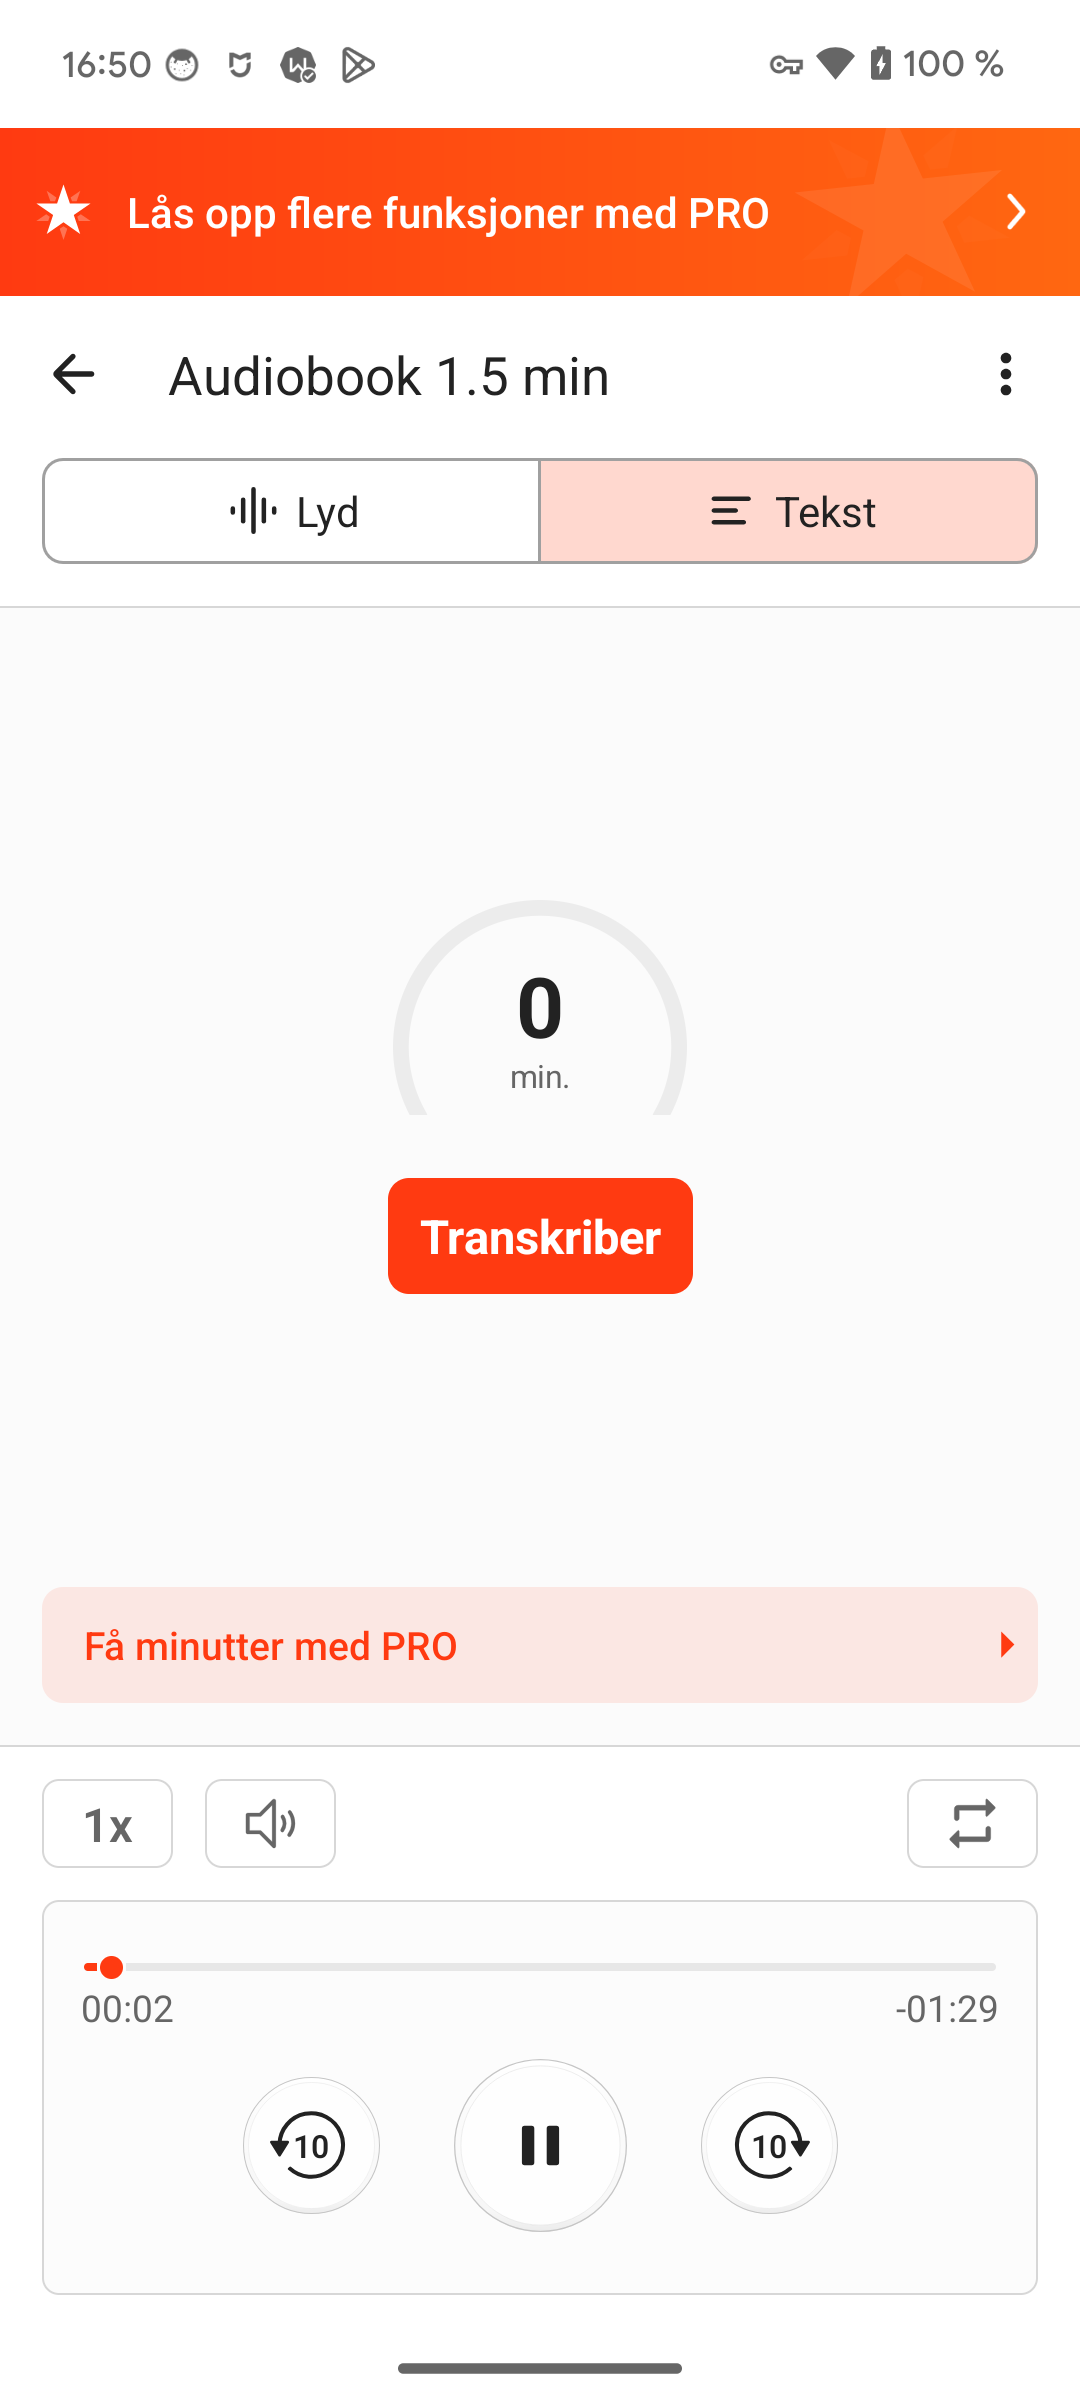 16:50
100 %
Lås opp flere funksjoner med PRO
Audiobook 1.5 min
Lyd
Tekst
0
min.
Transkriber
Få minutter med PRO
1x
00:02
-01:29
10
10